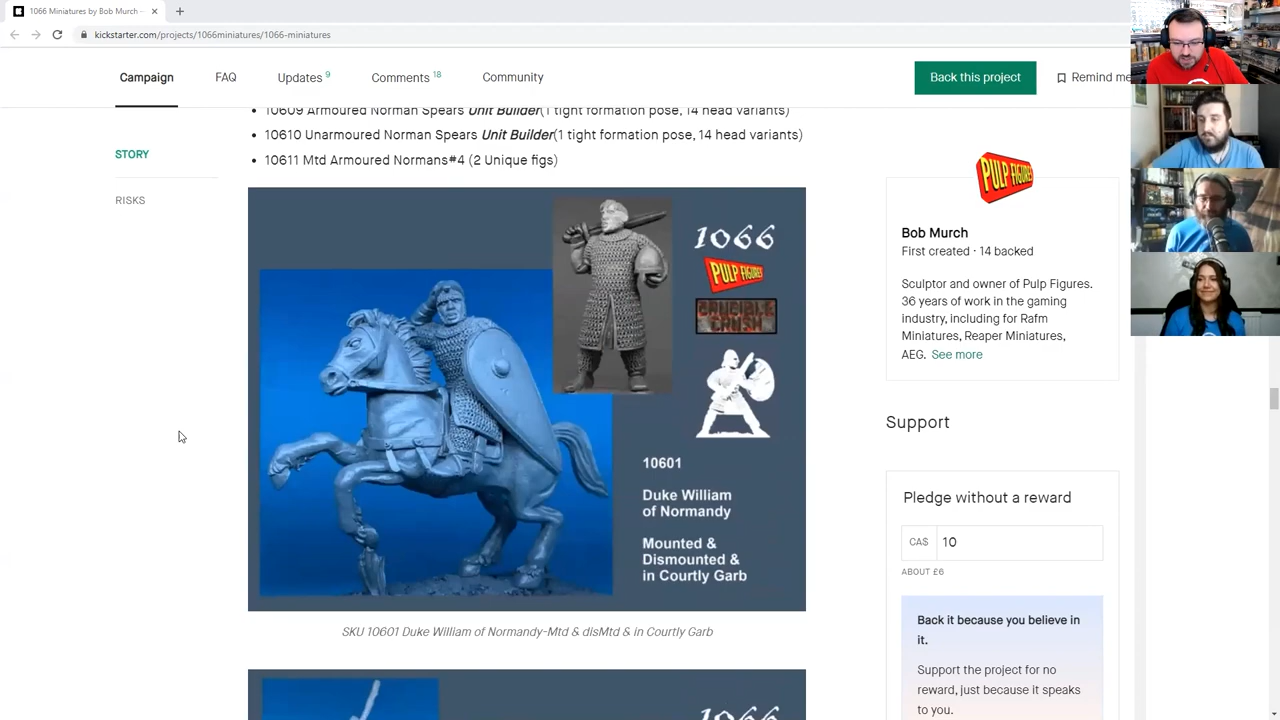 1066 Miniatures by Bob Murch -
kickstarter.com/projects/1066miniatures/1066-miniatures
Campaign FAQ Updates 9 Comments 18 Community Back this project Remind me
10609 Armoured Norman Spears Unit Builder(1 tight formation pose, 14 head variants)
10610 Unarmoured Norman Spears Unit Builder(1 tight formation pose, 14 head variants)
10611 Mtd Armoured Normans#4 (2 Unique figs)
STORY
RISKS
1066
PULP FIGURES
CRUCIBLE
CRUSH
10601
Duke William
of Normandy
Mounted &
Dismounted &
in Courtly Garb
SKU 10601 Duke William of Normandy-Mtd & disMtd & in Courtly Garb
1066
PULP FIGURES
Bob Murch
First created · 14 backed
Sculptor and owner of Pulp Figures.
36 years of work in the gaming
industry, including for Rafm
Miniatures, Reaper Miniatures,
AEG. See more
Support
Pledge without a reward
CA$ 10
ABOUT £6
Back it because you believe in
it.
Support the project for no
reward, just because it speaks
to you.